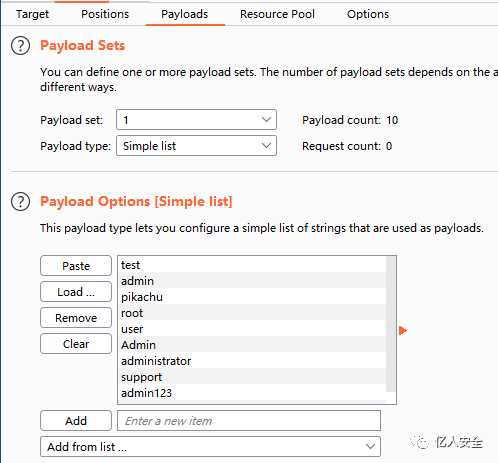 Target Positions Payloads Resource Pool Options
Payload Sets
You can define one or more payload sets. The number of payload sets depends on the a
different ways.
Payload set: 1 Payload count: 10
Payload type: Simple list Request count: 0
Payload Options [Simple list]
This payload type lets you configure a simple list of strings that are used as payloads.
Paste
Load ...
Remove
Clear
test
admin
pikachu
root
user
Admin
administrator
support
admin123
Add Enter a new item
Add from list ...
亿人安全